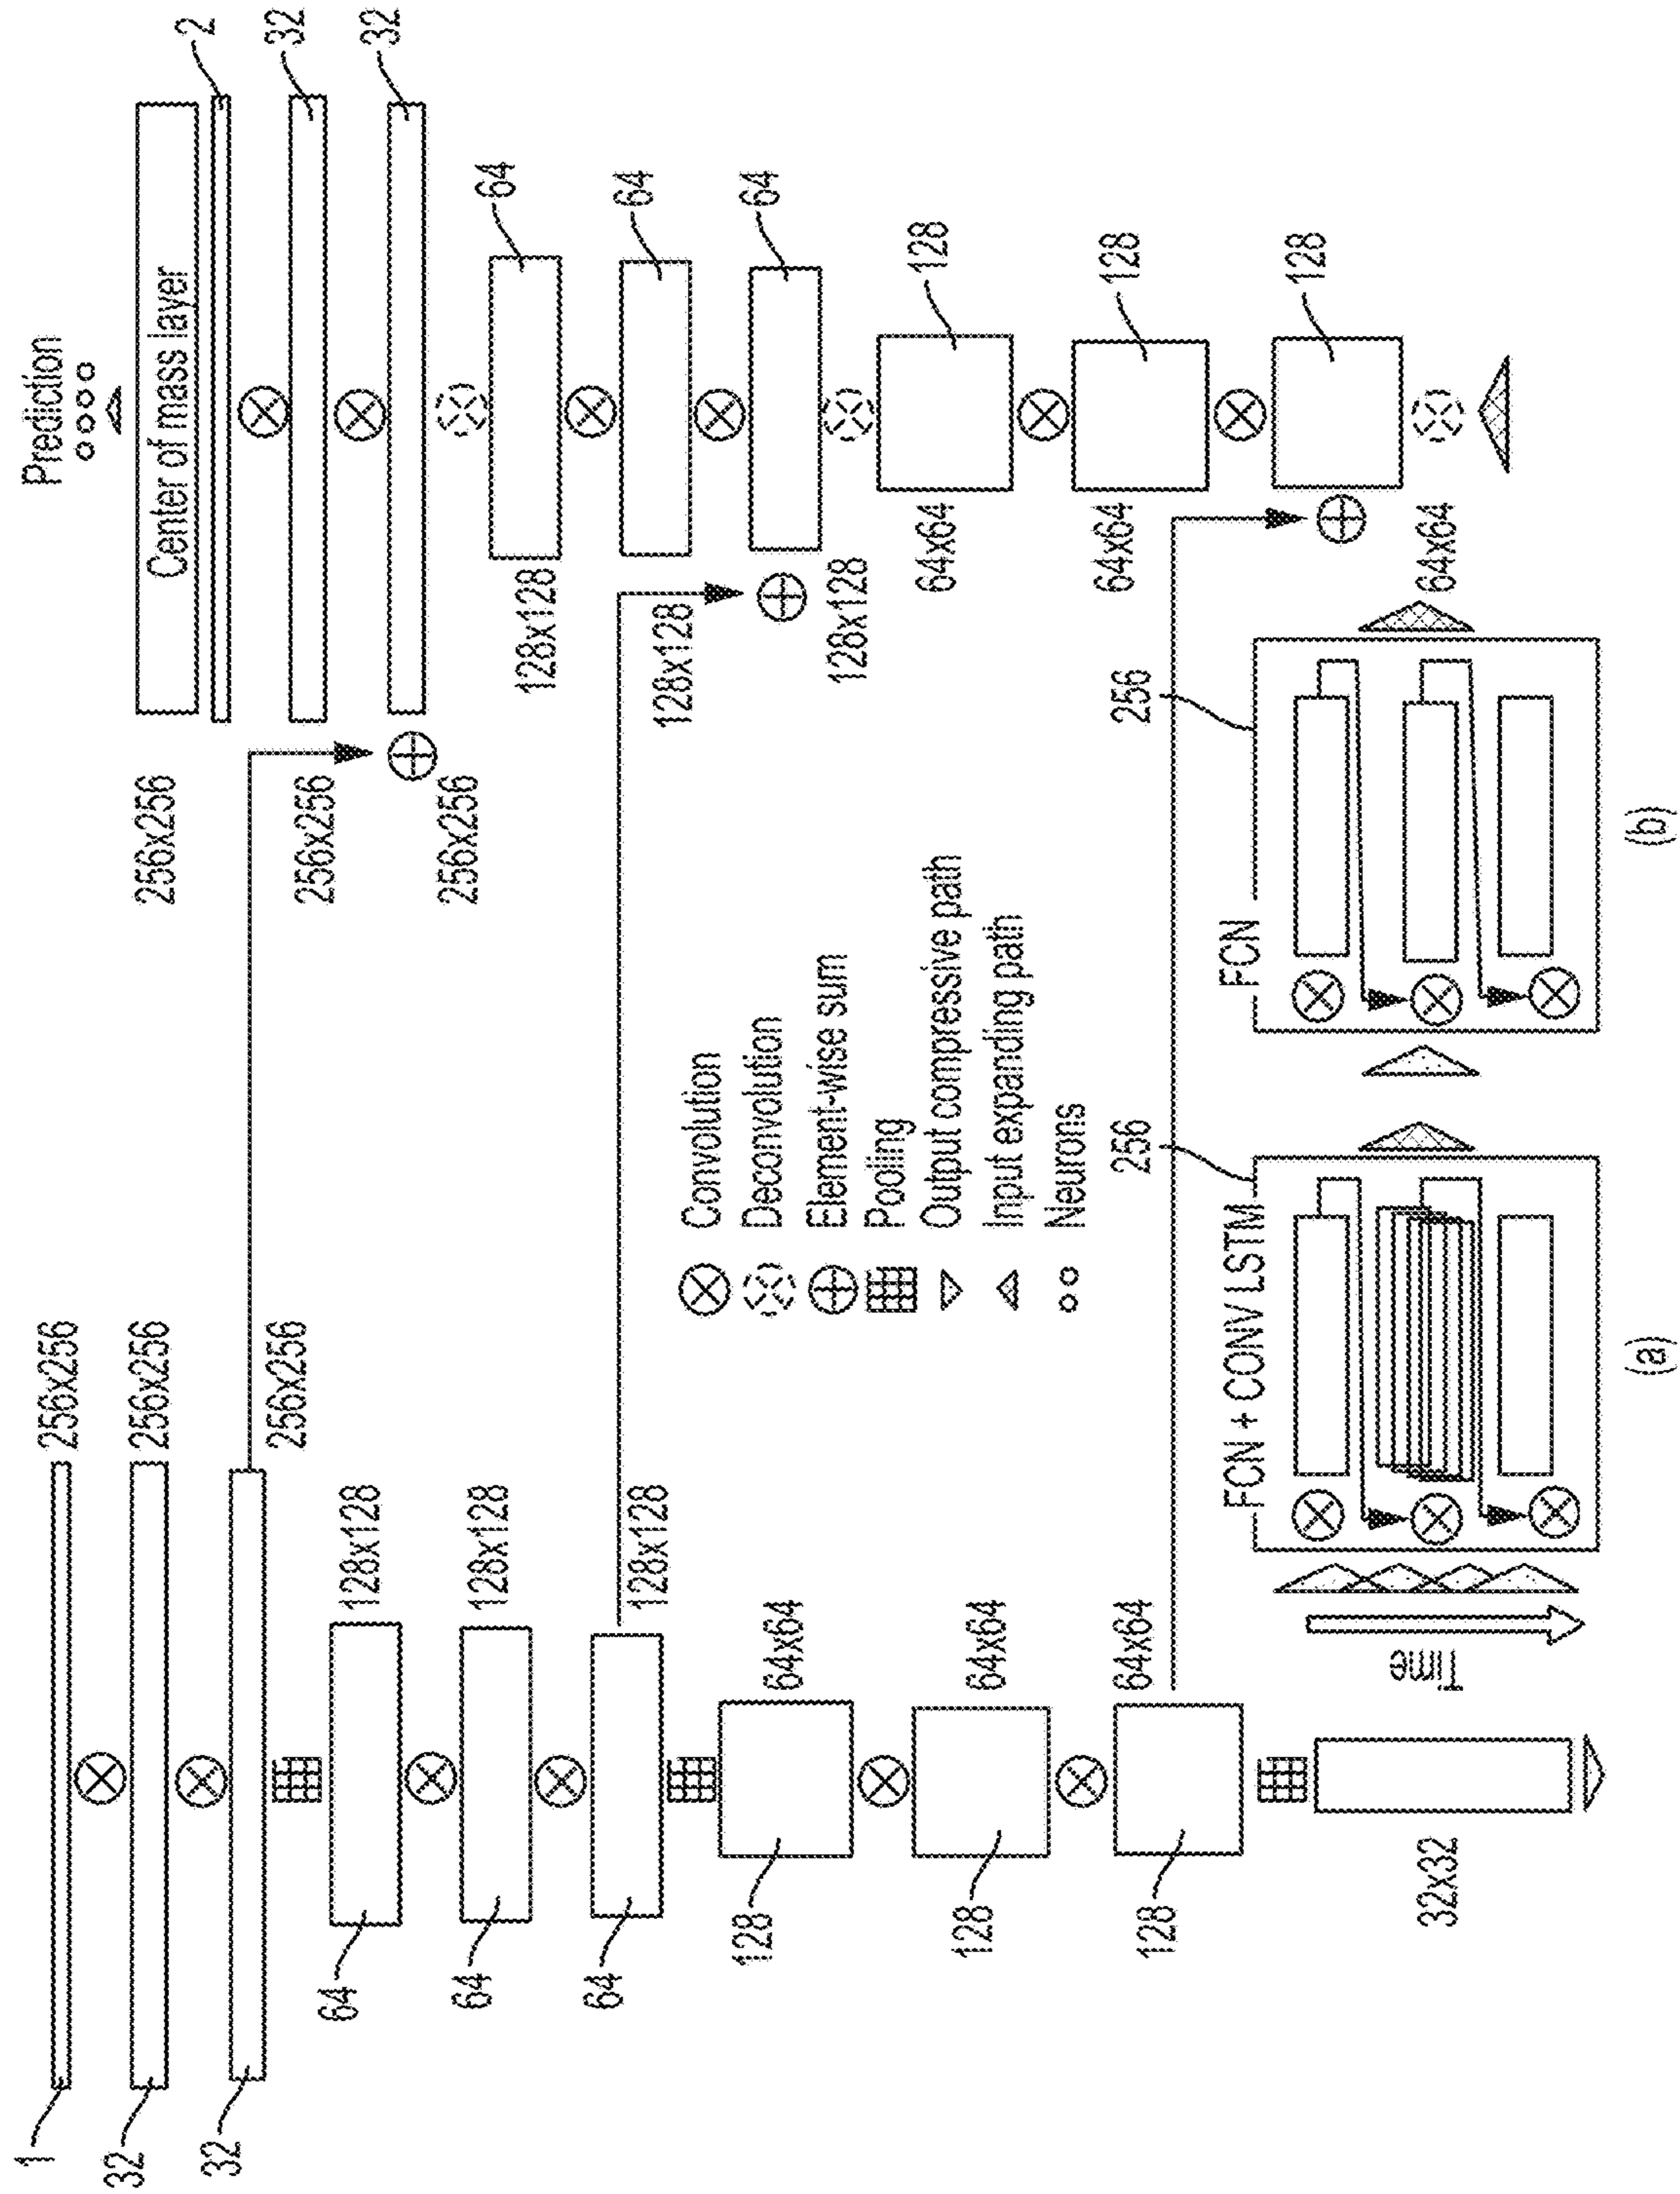 1
256x256
32
256x256
32
256x256
64
128x128
64
128x128
64
128x128
128
64x64
128
64x64
128
64x64
32x32
Time
FCN + CONV LSTM
256
(a)
FCN
256
(b)
Convolution
Deconvolution
Element-wise sum
Pooling
Output compressive path
Input expanding path
Neurons
Prediction
Center of mass layer
256x256
2
256x256
32
256x256
32
128x128
64
128x128
64
128x128
64
64x64
128
64x64
128
64x64
128